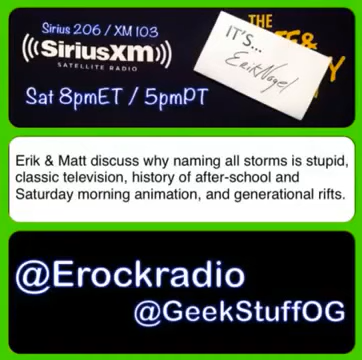 Sirius 206 / XM 103
THE
((SiriusXM))
SATELLITE RADIO
IT'S...
Erik Nagel
Sat 8pmET / 5pmPT
Erik & Matt discuss why naming all storms is stupid,
classic television, history of after-school and
Saturday morning animation, and generational rifts.
@Erockradio
@GeekStuffOG